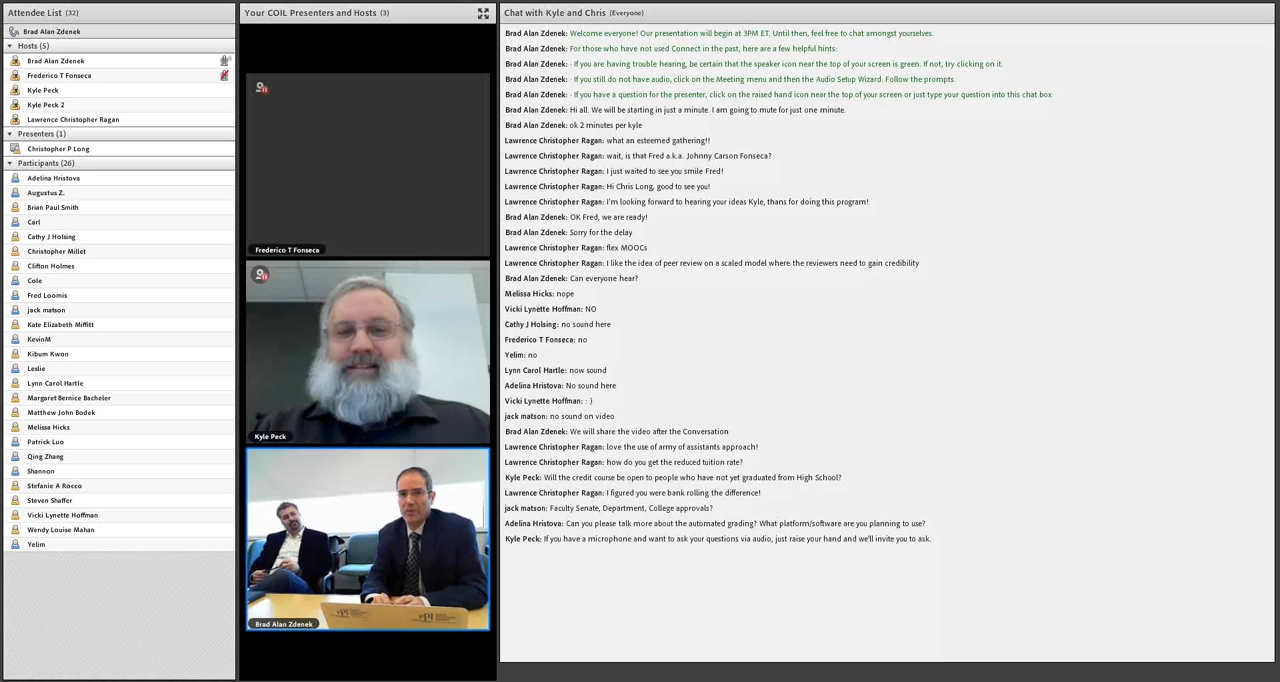 Attendee List (32)
Brad Alan Zdenek
Hosts (5)
Brad Alan Zdenek
Frederico T Fonseca
Kyle Peck
Kyle Peck 2
Lawrence Christopher Ragan
Presenters (1)
Christopher P Long
Participants (26)
Adelina Hristova
Augustus Z.
Brian Paul Smith
Carl
Cathy J Holsing
Christopher Millet
Clifton Holmes
Cole
Fred Loomis
jack matson
Kate Elizabeth Miffitt
KevinM
Kibum Kwon
Leslie
Lynn Carol Hartle
Margaret Bernice Bacheler
Matthew John Bodek
Melissa Hicks
Patrick Luo
Qing Zhang
Shannon
Stefanie A Rocco
Steven Shaffer
Vicki Lynette Hoffman
Wendy Louise Mahan
Yelim
Your COIL Presenters and Hosts (3)
Frederico T Fonseca
Kyle Peck
Brad Alan Zdenek
Chat with Kyle and Chris (Everyone)
Brad Alan Zdenek: Welcome everyone! Our presentation will begin at 3PM ET. Until then, feel free to chat amongst yourselves.
Brad Alan Zdenek: For those who have not used Connect in the past, here are a few helpful hints:
Brad Alan Zdenek: · If you are having trouble hearing, be certain that the speaker icon near the top of your screen is green. If not, try clicking on it.
Brad Alan Zdenek: · If you still do not have audio, click on the Meeting menu and then the Audio Setup Wizard. Follow the prompts.
Brad Alan Zdenek: · If you have a question for the presenter, click on the raised hand icon near the top of your screen or just type your question into this chat box
Brad Alan Zdenek: Hi all. We will be starting in just a minute. I am going to mute for just one minute.
Brad Alan Zdenek: ok 2 minutes per kyle
Lawrence Christopher Ragan: what an esteemed gathering!!
Lawrence Christopher Ragan: wait, is that Fred a.k.a. Johnny Carson Fonseca?
Lawrence Christopher Ragan: I just waited to see you smile Fred!
Lawrence Christopher Ragan: Hi Chris Long, good to see you!
Lawrence Christopher Ragan: I'm looking forward to hearing your ideas Kyle, thans for doing this program!
Brad Alan Zdenek: OK Fred, we are ready!
Brad Alan Zdenek: Sorry for the delay
Lawrence Christopher Ragan: flex MOOCs
Lawrence Christopher Ragan: I like the idea of peer review on a scaled model where the reviewers need to gain credibility
Brad Alan Zdenek: Can everyone hear?
Melissa Hicks: nope
Vicki Lynette Hoffman: NO
Cathy J Holsing: no sound here
Frederico T Fonseca: no
Yelim: no
Lynn Carol Hartle: now sound
Adelina Hristova: No sound here
Vicki Lynette Hoffman: : )
jack matson: no sound on video
Brad Alan Zdenek: We will share the video after the Conversation
Lawrence Christopher Ragan: love the use of army of assistants approach!
Lawrence Christopher Ragan: how do you get the reduced tuition rate?
Kyle Peck: Will the credit course be open to people who have not yet graduated from High School?
Lawrence Christopher Ragan: I figured you were bank rolling the difference!
jack matson: Faculty Senate, Department, College approvals?
Adelina Hristova: Can you please talk more about the automated grading? What platform/software are you planning to use?
Kyle Peck: If you have a microphone and want to ask your questions via audio, just raise your hand and we'll invite you to ask.